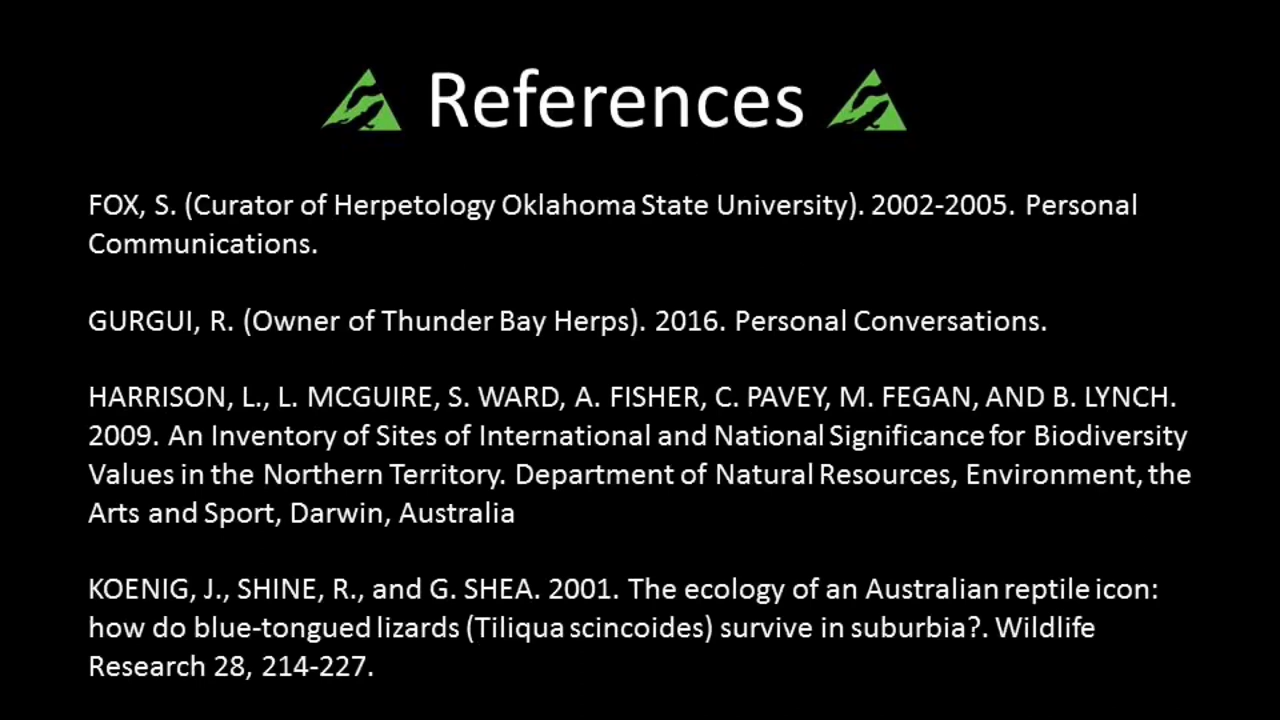 References
FOX, S. (Curator of Herpetology Oklahoma State University). 2002-2005. Personal
Communications.
GURGUI, R. (Owner of Thunder Bay Herps). 2016. Personal Conversations.
HARRISON, L., L. MCGUIRE, S. WARD, A. FISHER, C. PAVEY, M. FEGAN, AND B. LYNCH.
2009. An Inventory of Sites of International and National Significance for Biodiversity
Values in the Northern Territory. Department of Natural Resources, Environment, the
Arts and Sport, Darwin, Australia
KOENIG, J., SHINE, R., and G. SHEA. 2001. The ecology of an Australian reptile icon:
how do blue-tongued lizards (Tiliqua scincoides) survive in suburbia?. Wildlife
Research 28, 214-227.